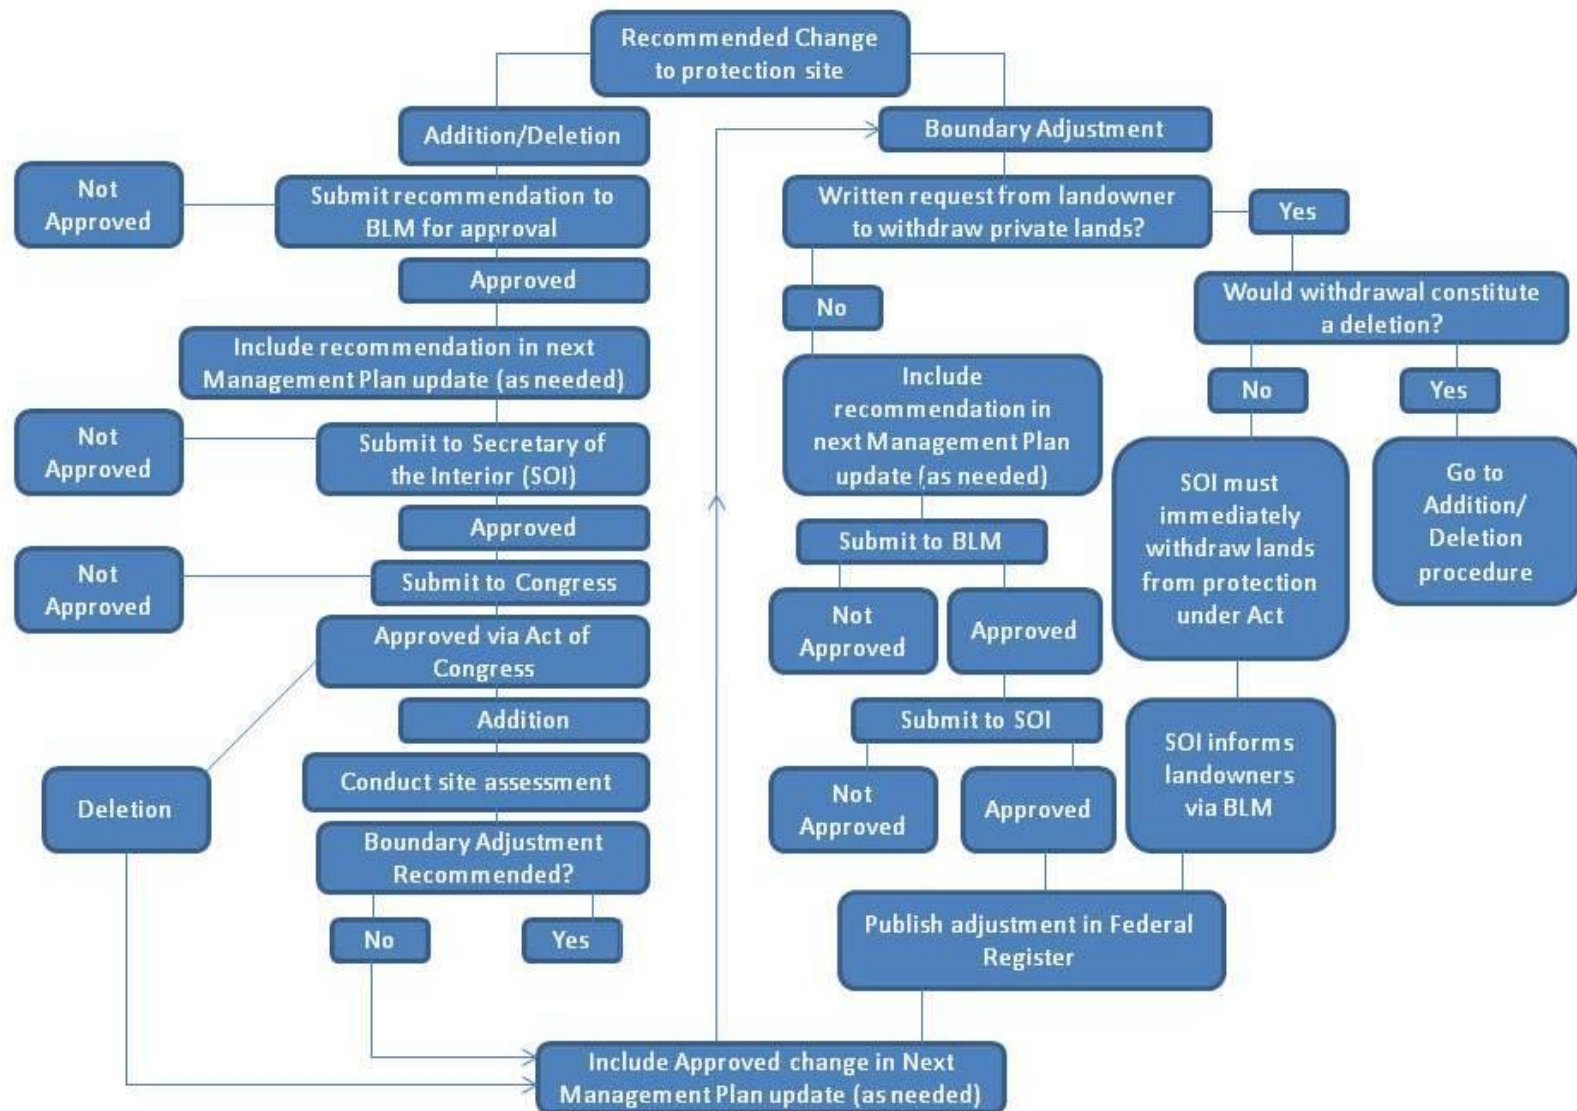 Recommended Change
to protection site
Addition/Deletion
Not
Approved
Submit recommendation to
BLM for approval
Approved
Include recommendation in next
Management Plan update (as needed)
Not
Approved
Submit to Secretary of
the Interior (SOI)
Approved
Not
Approved
Submit to Congress
Approved via Act of
Congress
Addition
Deletion
Conduct site assessment
Boundary Adjustment
Recommended?
No
Yes
Boundary Adjustment
Written request from landowner
to withdraw private lands?
Yes
No
Would withdrawal constitute
a deletion?
No
Yes
Include
recommendation in
next Management Plan
update (as needed)
SOI must
immediately
withdraw lands
from protection
under Act
Go to
Addition/
Deletion
procedure
Submit to BLM
Not
Approved
Approved
Submit to SOI
Not
Approved
Approved
SOI informs
landowners
via BLM
Publish adjustment in Federal
Register
Include Approved change in Next
Management Plan update (as needed)